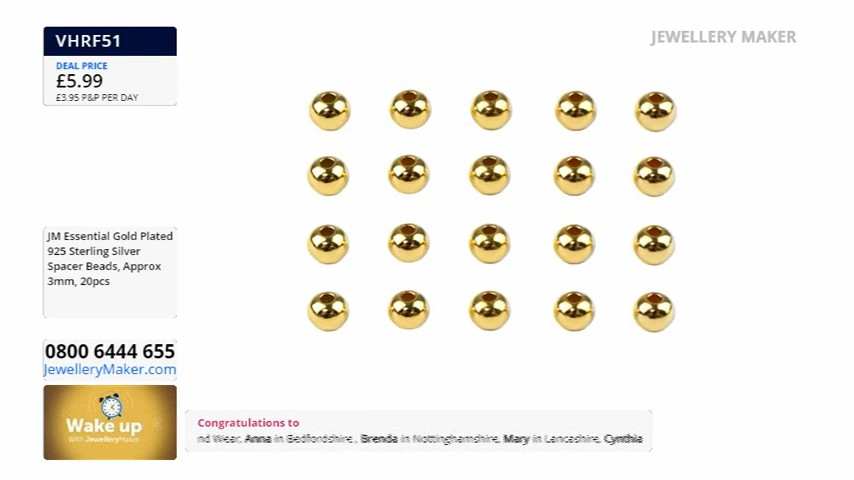 VHRF51
DEAL PRICE
£5.99
£3.95 P&P PER DAY
JEWELLERY MAKER
JM Essential Gold Plated
925 Sterling Silver
Spacer Beads, Approx
3mm, 20pcs
0800 6444 655
JewelleryMaker.com
Wake up
With JewelleryMaker
Congratulations to
nd Wear, Anna in Bedfordshire , Brenda in Nottinghamshire, Mary in Lancashire, Cynthia